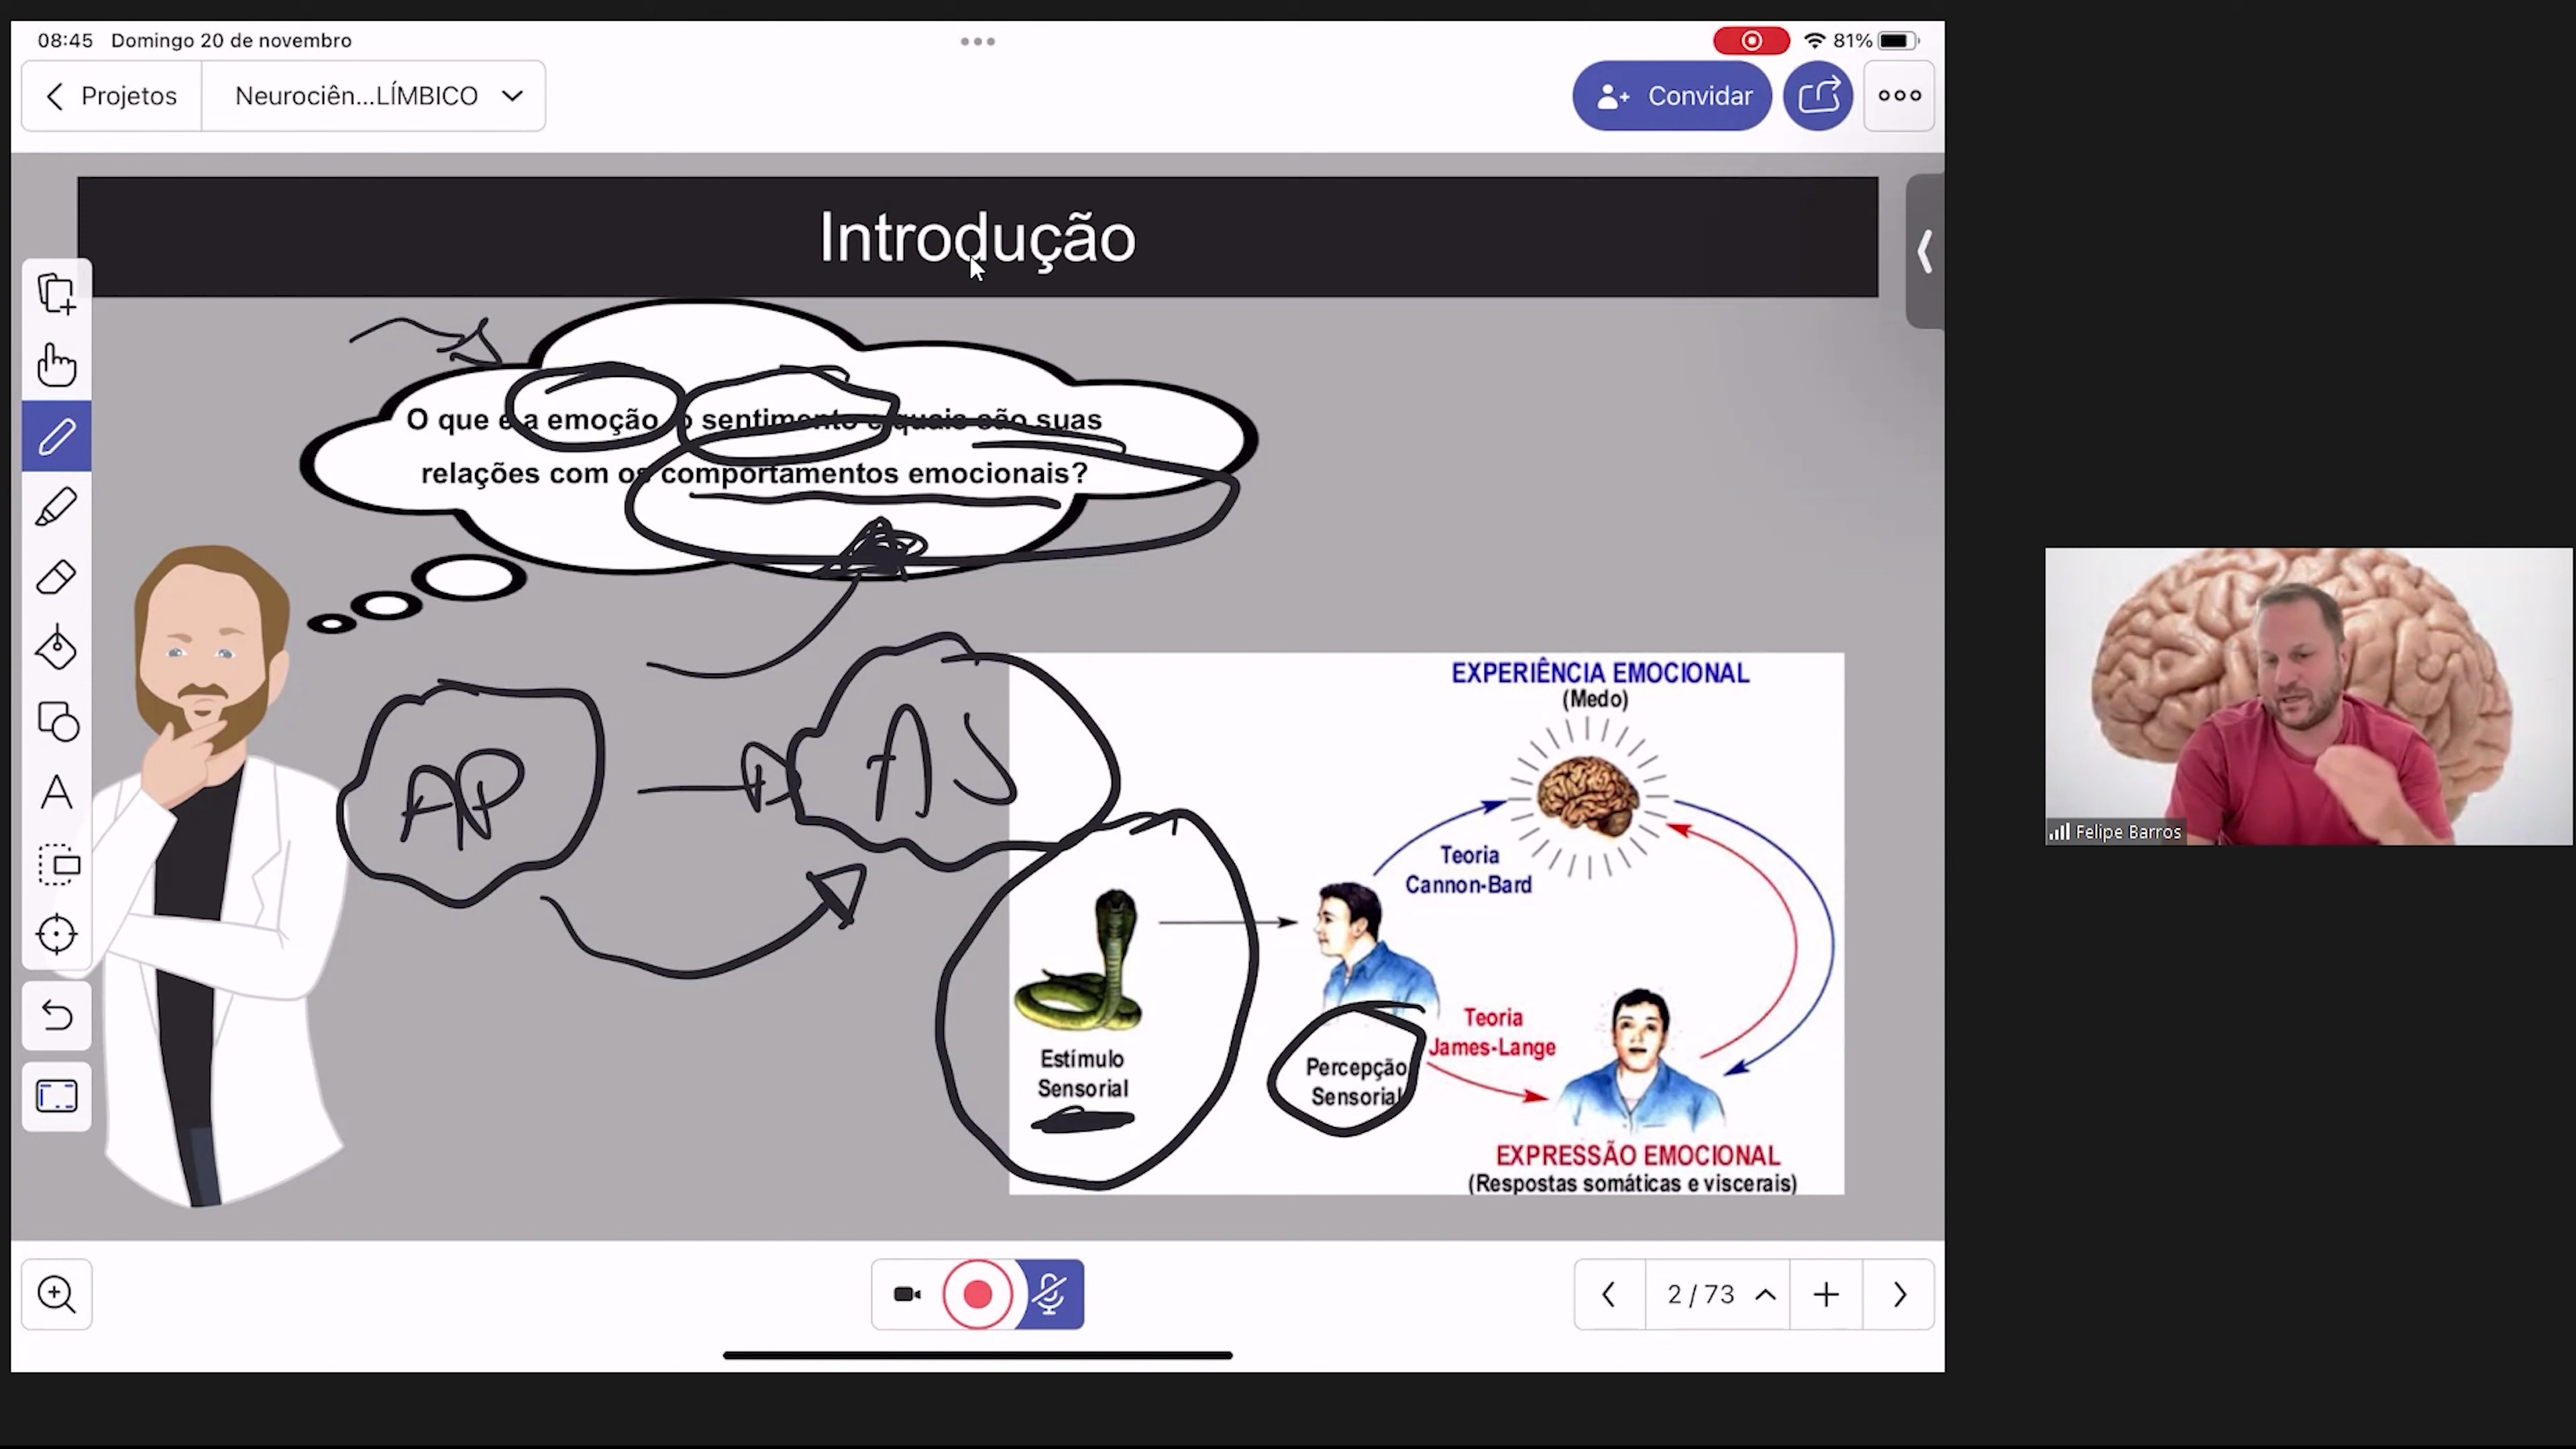 08:45 Domingo 20 de novembro
81%
Projetos
Neurociên...LÍMBICO
Convidar
Introdução
O que é a emoção o sentimento e quais são suas
relações com os comportamentos emocionais?
AP
AS
EXPERIÊNCIA EMOCIONAL
(Medo)
Teoria
Cannon-Bard
Estímulo
Sensorial
Percepção
Sensorial
Teoria
James-Lange
EXPRESSÃO EMOCIONAL
(Respostas somáticas e viscerais)
Felipe Barros
2 / 73